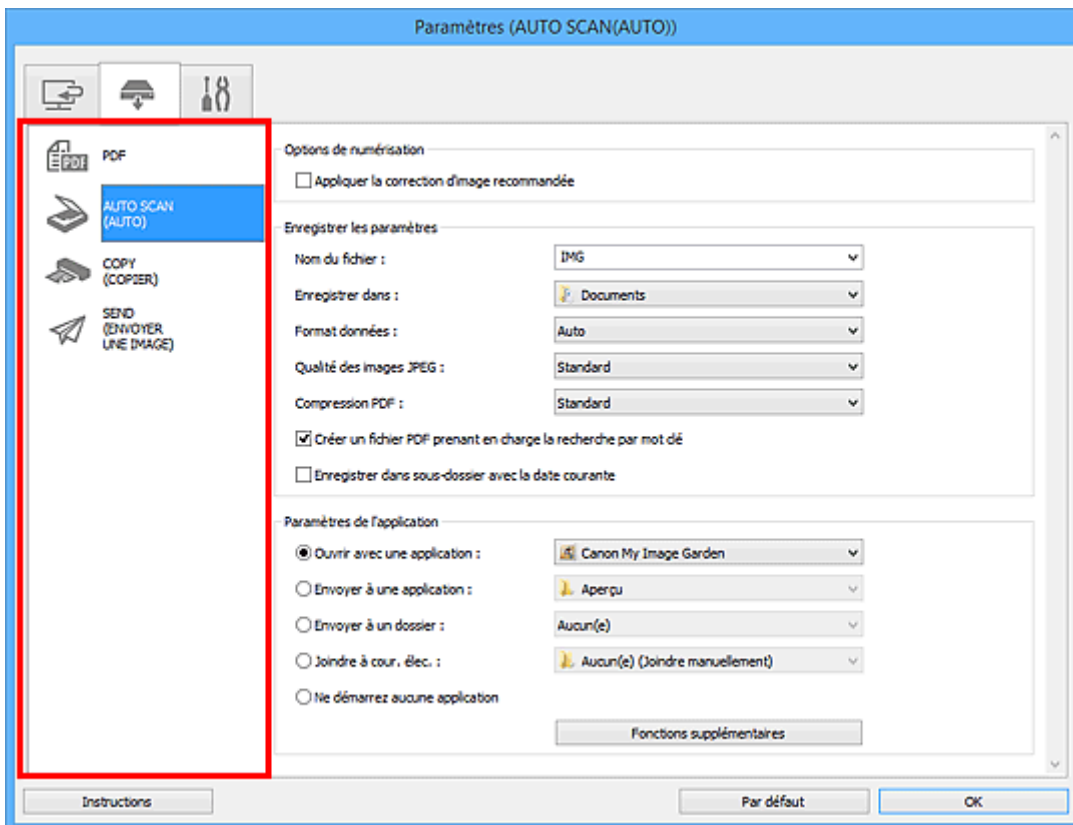 Paramètres (AUTO SCAN(AUTO))
PDF
PDF
AUTO SCAN
(AUTO)
COPY
(COPIER)
SEND
(ENVOYER
UNE IMAGE)
Options de numérisation
Appliquer la correction d'image recommandée
Enregistrer les paramètres
Nom du fichier : IMG
Enregistrer dans : Documents
Format données : Auto
Qualité des images JPEG : Standard
Compression PDF : Standard
Créer un fichier PDF prenant en charge la recherche par mot clé
Enregistrer dans sous-dossier avec la date courante
Paramètres de l'application
Ouvrir avec une application : Canon My Image Garden
Envoyer à une application : Aperçu
Envoyer à un dossier : Aucun(e)
Joindre à cour. élec. : Aucun(e) (Joindre manuellement)
Ne démarrez aucune application
Fonctions supplémentaires
Instructions Par défaut OK